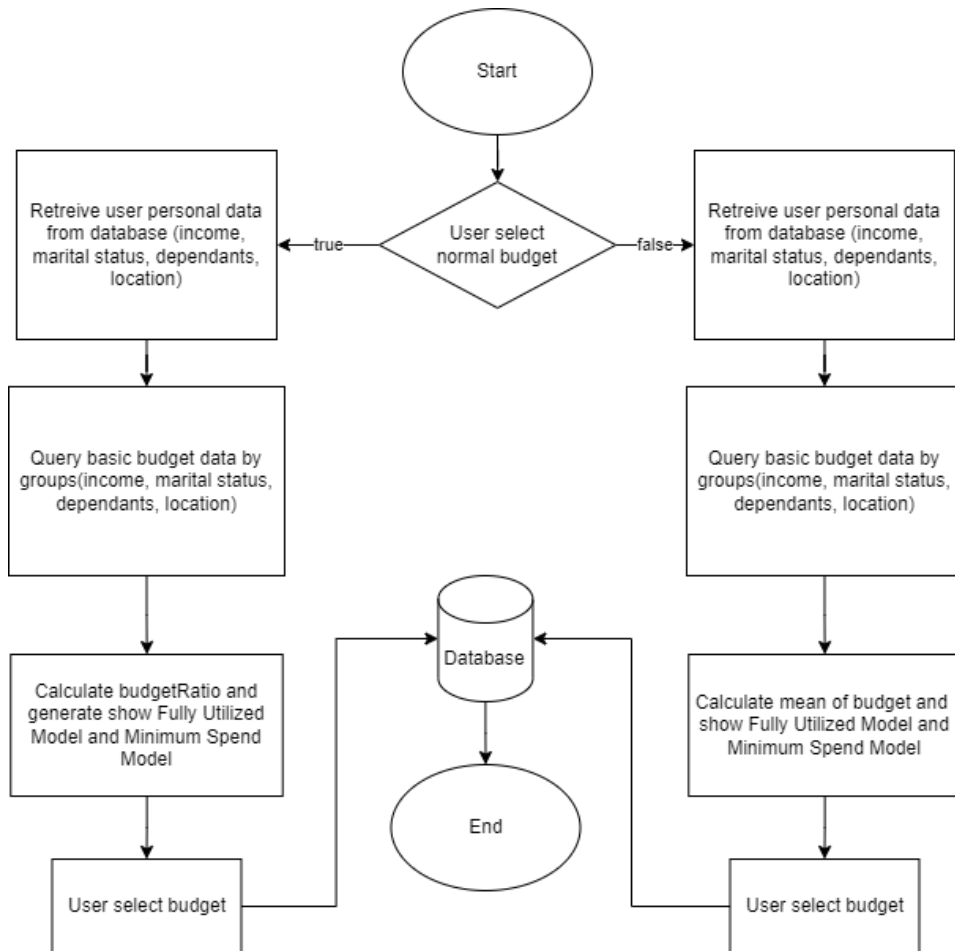 Start
User select
normal budget
true
false
Retreive user personal data
from database (income,
marital status, dependants,
location)
Retreive user personal data
from database (income,
marital status, dependants,
location)
Query basic budget data by
groups(income, marital status,
dependants, location)
Query basic budget data by
groups(income, marital status,
dependants, location)
Calculate budgetRatio and
generate show Fully Utilized
Model and Minimum Spend
Model
Database
Calculate mean of budget and
show Fully Utilized Model and
Minimum Spend Model
End
User select budget
User select budget